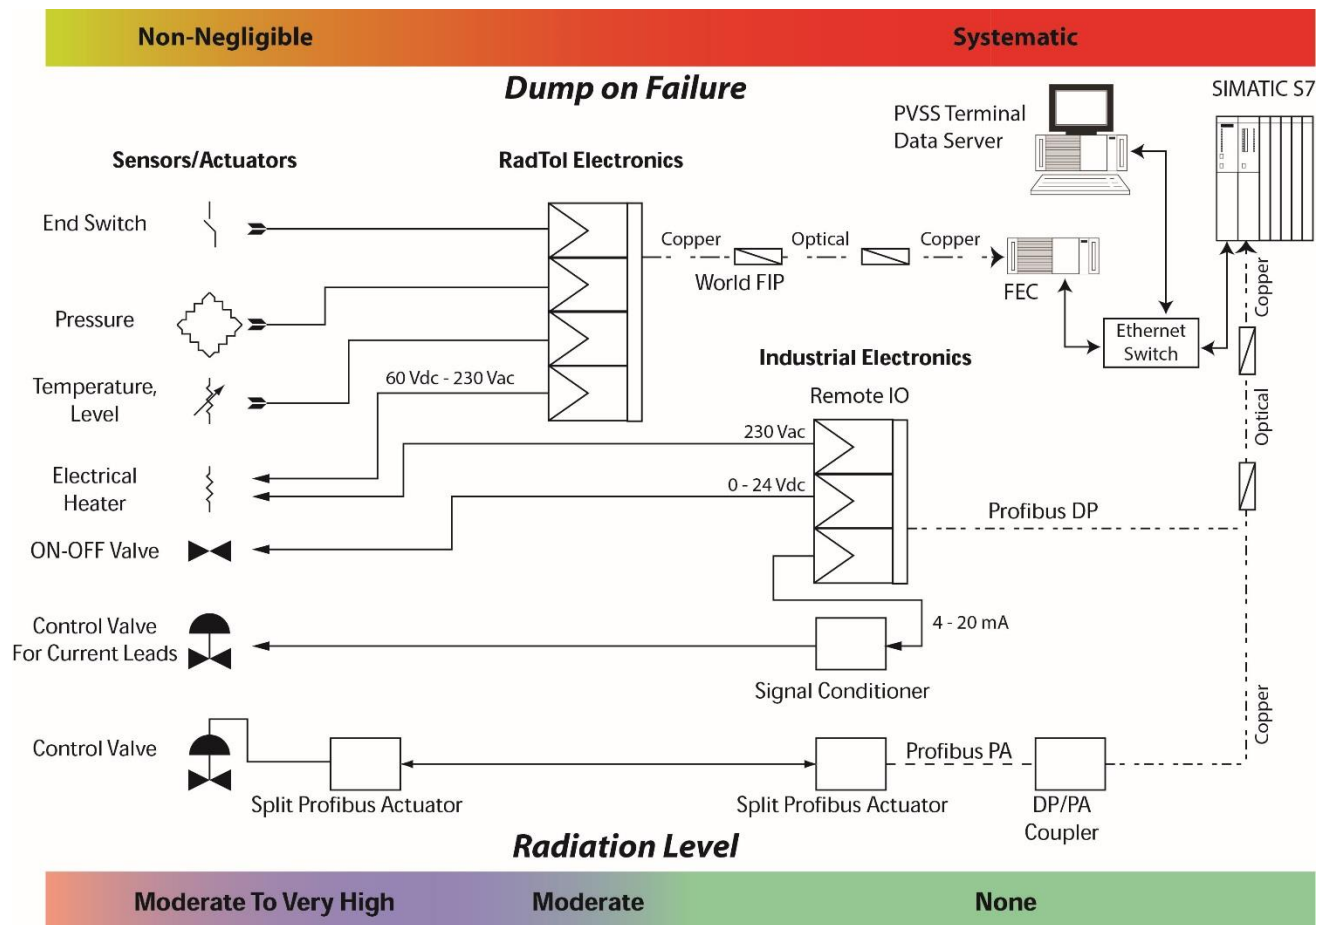 Non-Negligible
Systematic
Dump on Failure
SIMATIC S7
PVSS Terminal
Data Server
Sensors/Actuators
RadTol Electronics
End Switch
Copper
Optical
Copper
World FIP
FEC
Copper
Pressure
Ethernet
Switch
Industrial Electronics
Temperature,
Level
60 Vdc - 230 Vac
Remote IO
Optical
230 Vac
Electrical
Heater
0 - 24 Vdc
Profibus DP
ON-OFF Valve
Control Valve
For Current Leads
4 - 20 mA
Signal Conditioner
Copper
Control Valve
Profibus PA
Split Profibus Actuator
Split Profibus Actuator
DP/PA
Coupler
Radiation Level
Moderate To Very High
Moderate
None